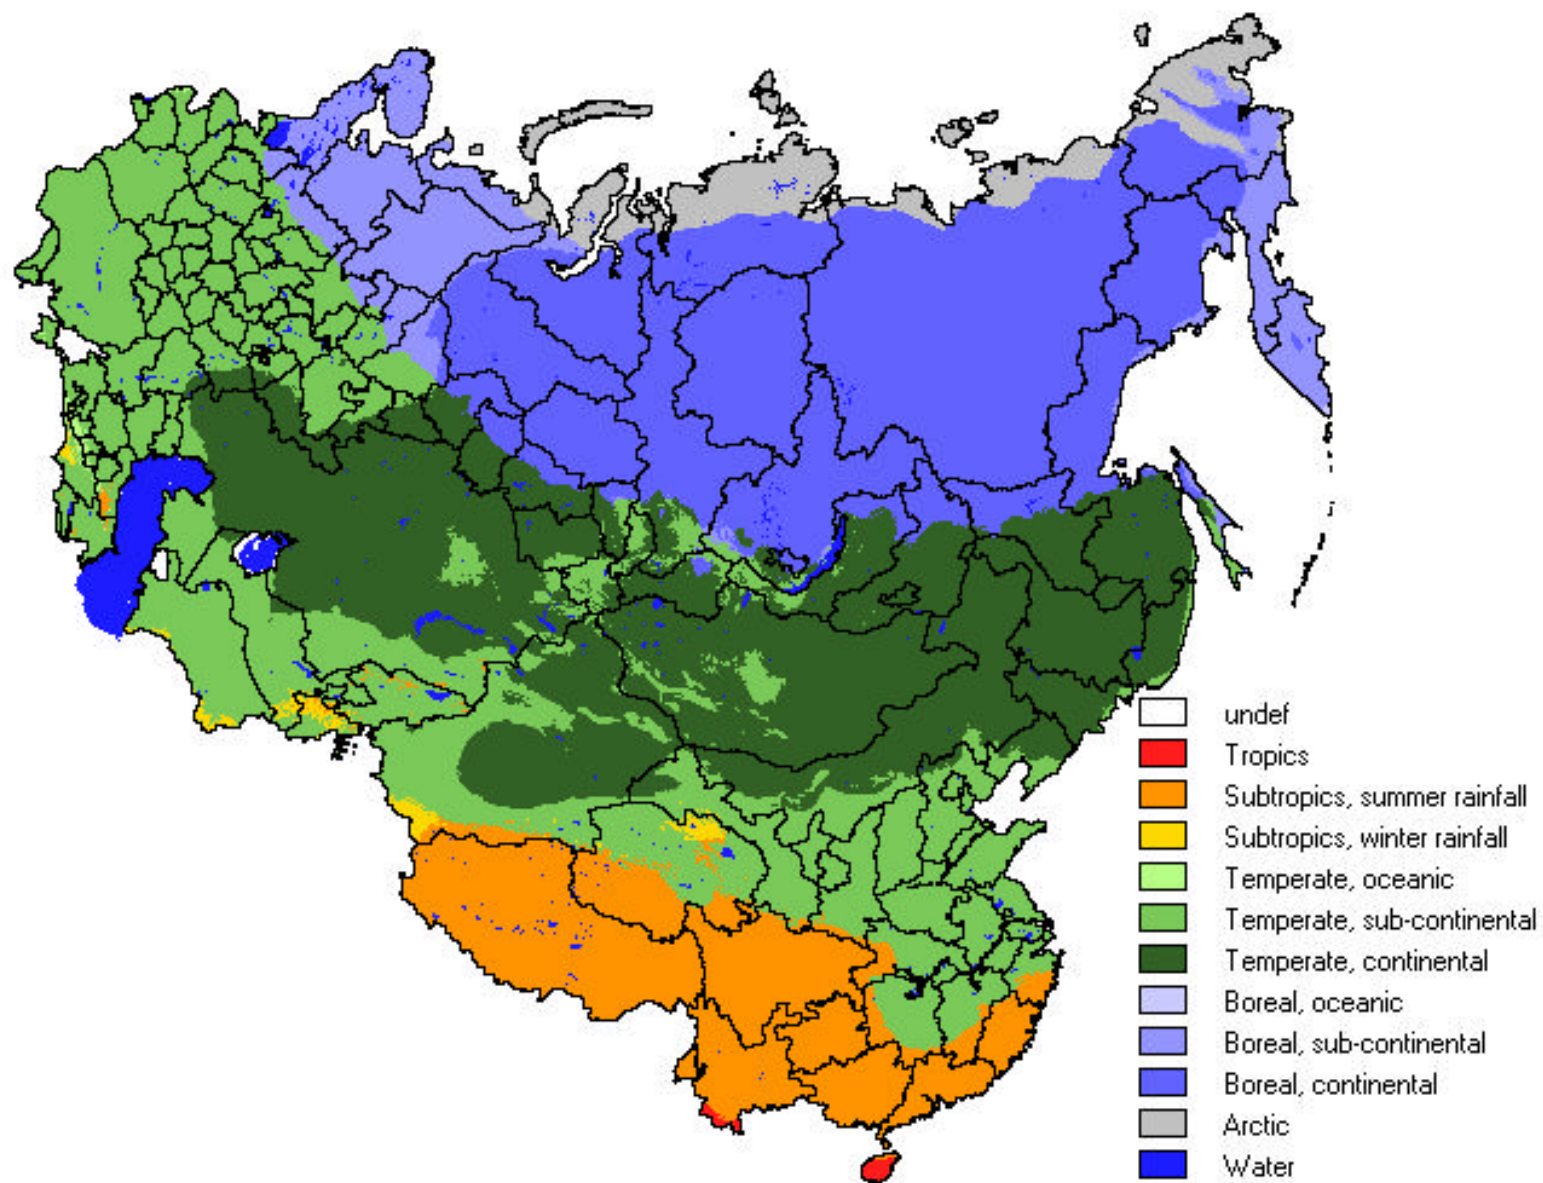 undef
Tropics
Subtropics, summer rainfall
Subtropics, winter rainfall
Temperate, oceanic
Temperate, sub-continental
Temperate, continental
Boreal, oceanic
Boreal, sub-continental
Boreal, continental
Arctic
Water